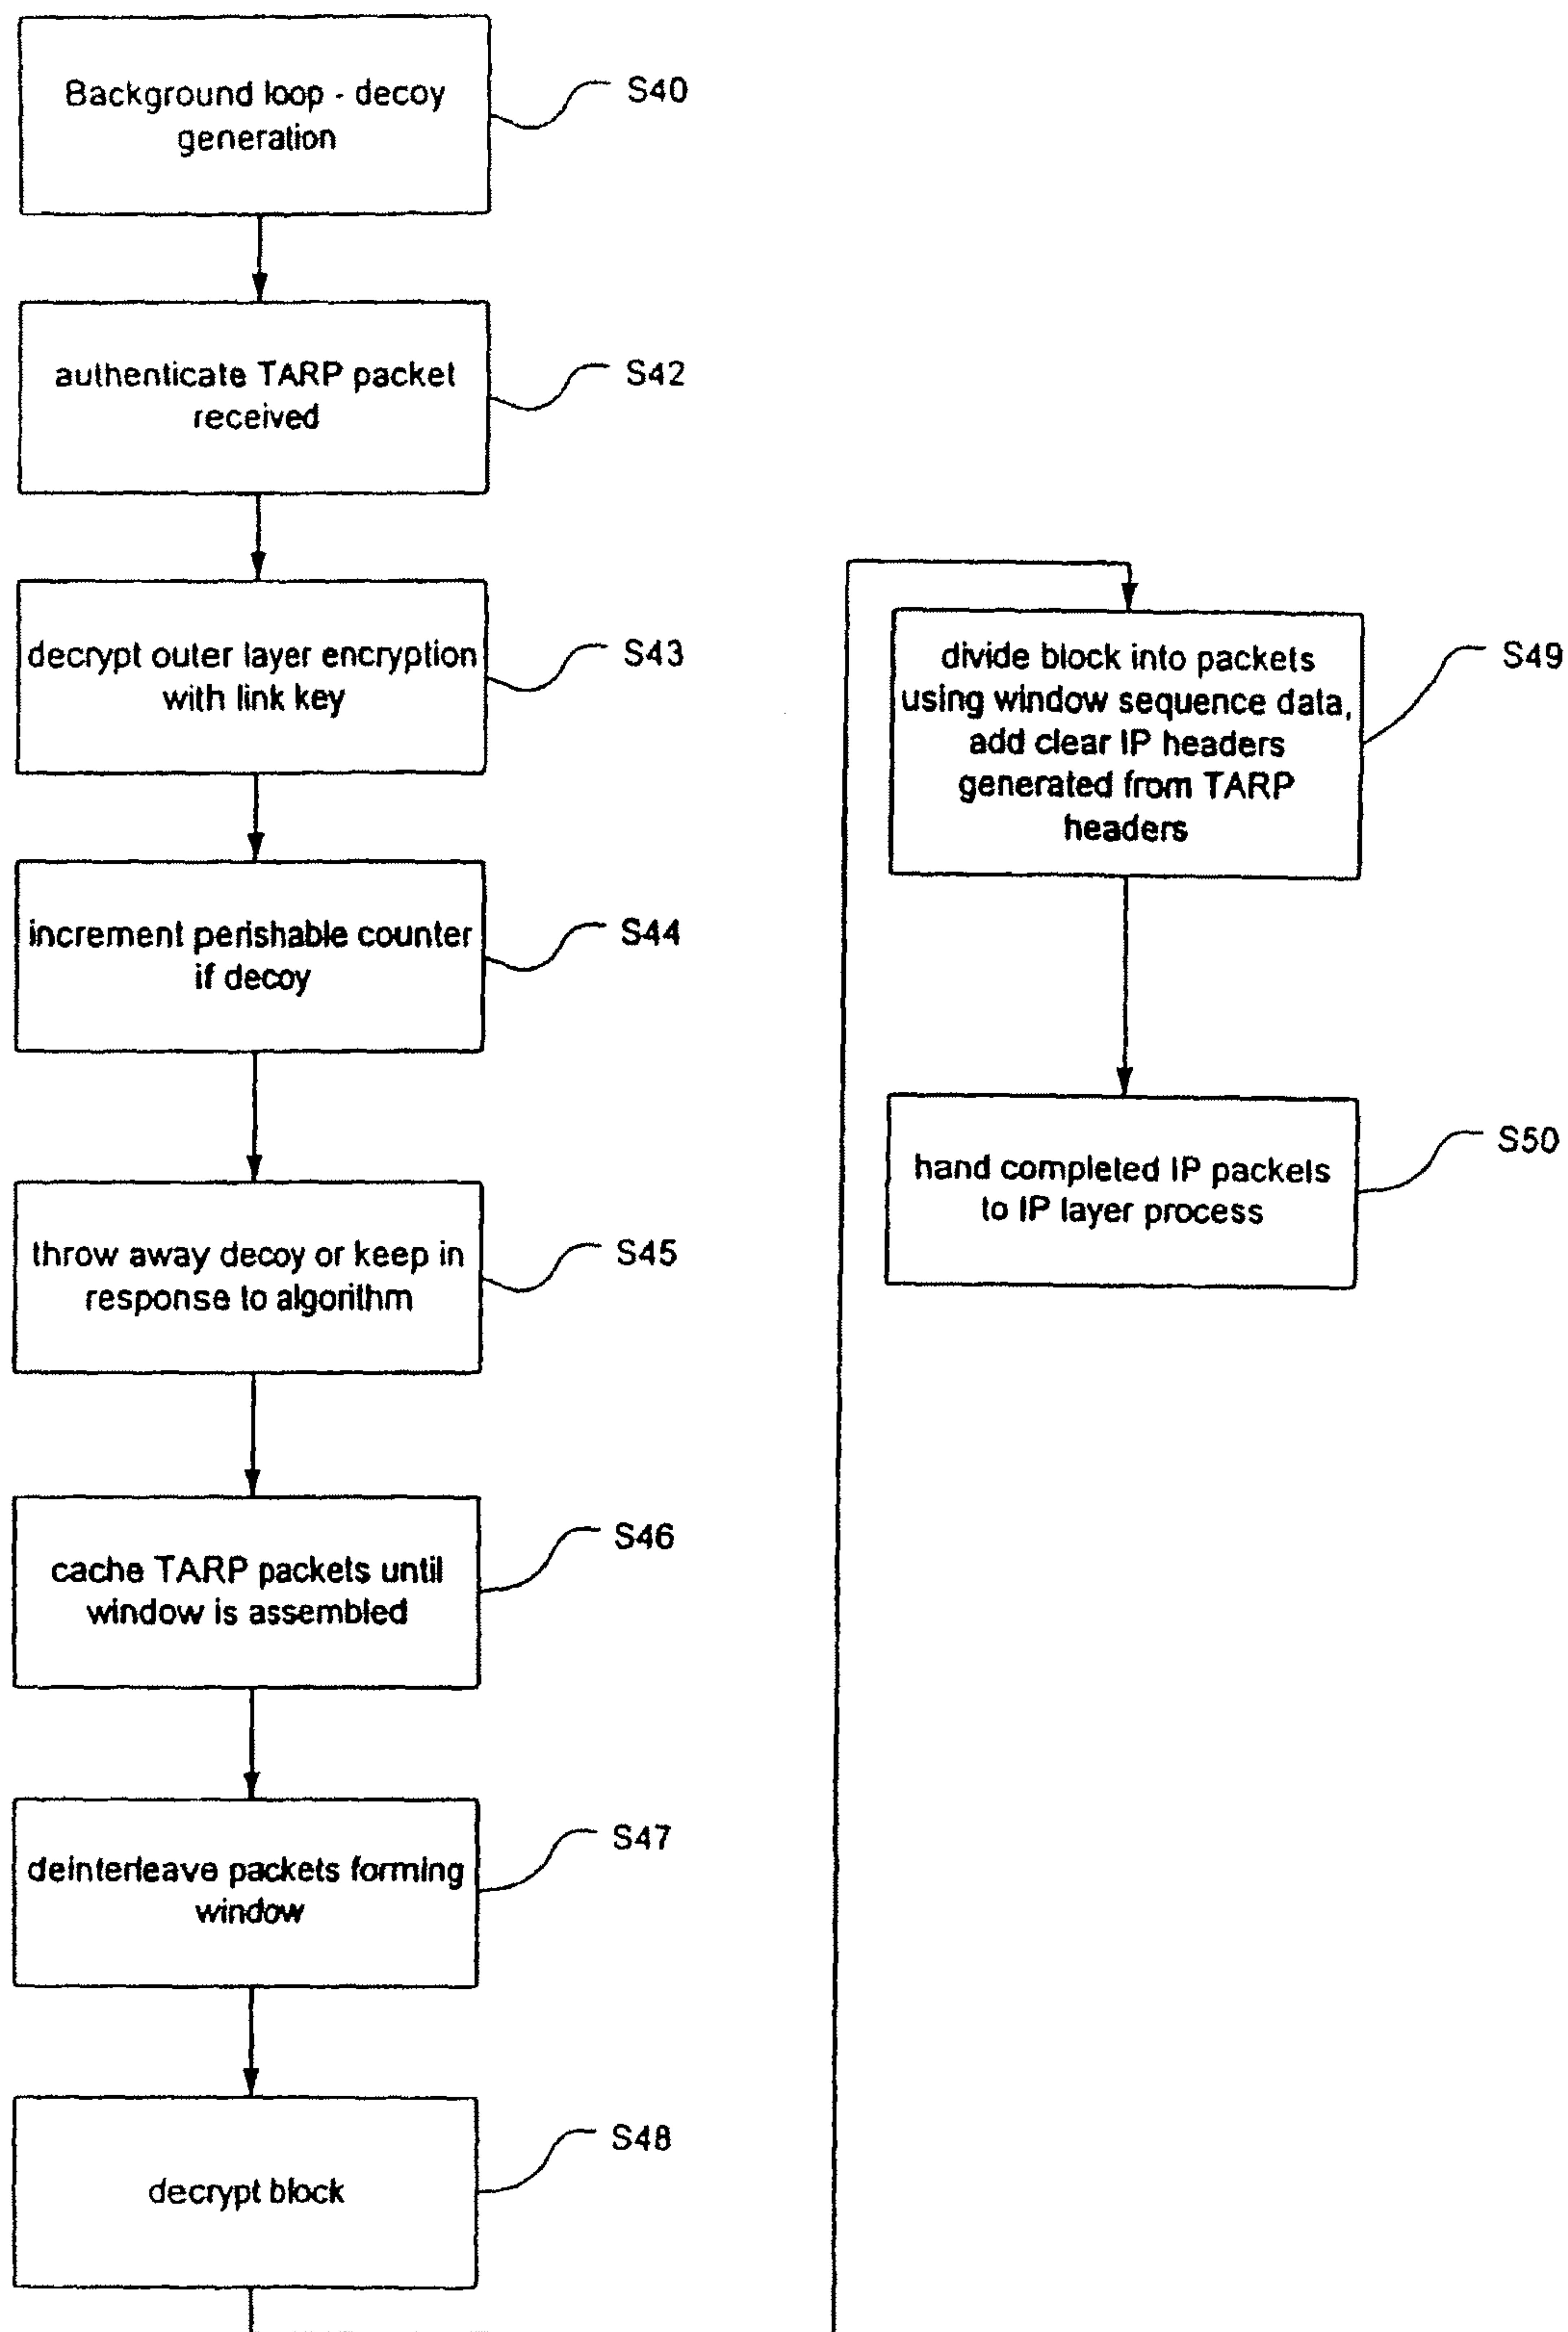 Background loop - decoy
generation
S40
authenticate TARP packet
received
S42
decrypt outer layer encryption
with link key
S43
increment perishable counter
if decoy
S44
throw away decoy or keep in
response to algorithm
S45
cache TARP packets until
window is assembled
S46
deinterleave packets forming
window
S47
decrypt block
S48
divide block into packets
using window sequence data,
add clear IP headers
generated from TARP
headers
S49
hand completed IP packets
to IP layer process
S50